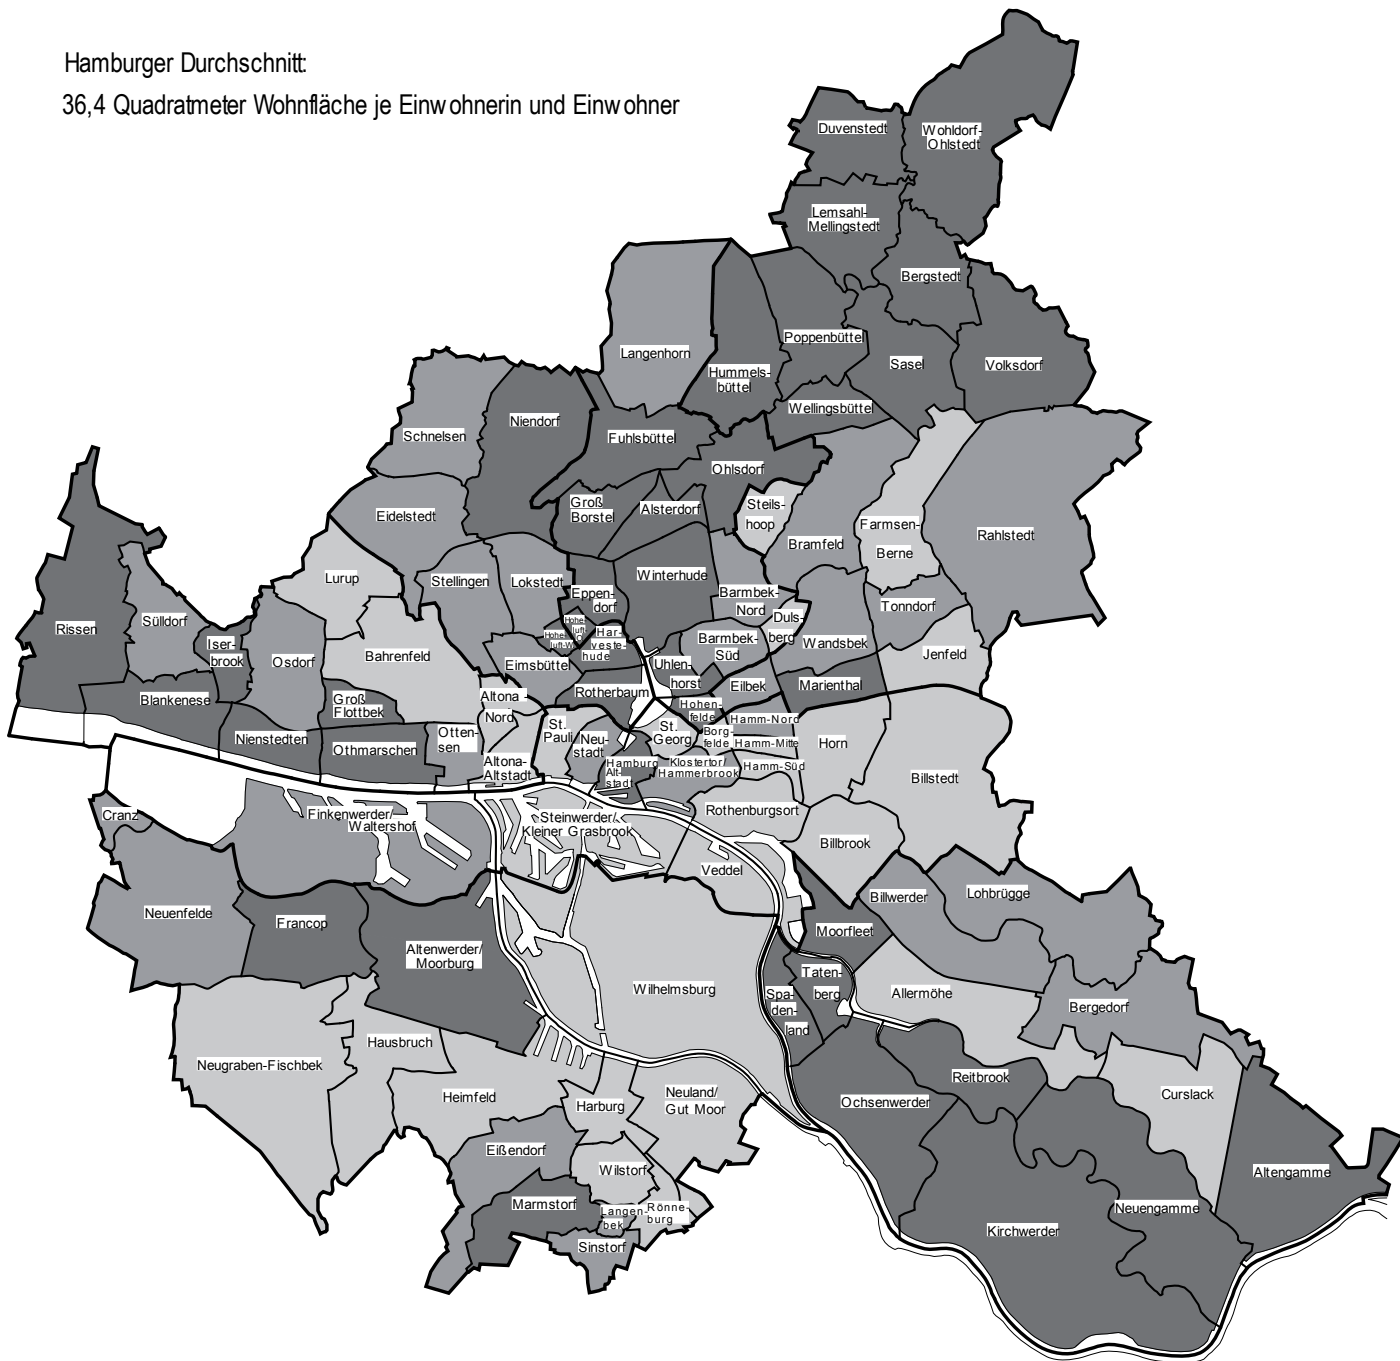 Hamburger Durchschnitt:
36,4 Quadratmeter Wohnfläche je Einwohnerin und Einwohner
Duvenstedt
Wohldorf-
Ohlstedt
Lemsahl-
Mellingstedt
Bergstedt
Langenhorn
Hummels-
büttel
Poppenbüttel
Sasel
Volksdorf
Wellingsbüttel
Schnelsen
Niendorf
Fuhlsbüttel
Ohlsdorf
Groß
Borstel
Alsterdorf
Steils-
hoop
Bramfeld
Farmsen-
Berne
Rahlstedt
Eidelstedt
Lurup
Stellingen
Lokstedt
Eppen-
dorf
Winterhude
Barmbek-
Nord
Duls-
berg
Tonndorf
Rissen
Sülldorf
Iser-
brook
Osdorf
Bahrenfeld
Eimsbüttel
Hohe-
luft-
Hohe-
luft-W
Har-
veste-
hude
Uhlen-
horst
Barmbek-
Süd
Wandsbek
Jenfeld
Blankenese
Groß
Flottbek
Altona -
Nord
Rotherbaum
Hohen-
felde
Eilbek
Marienthal
Nienstedten
Othmarschen
Otten-
sen
Altona-
Altstadt
St.
Pauli
Neu-
stadt
Hamburg
Alt-
stadt
St.
Georg
Borg-
felde
Hamm-Nord
Hamm-Mitte
Hamm-Süd
Klostertor/
Hammerbrook
Horn
Billstedt
Cranz
Finkenwerder/
Waltershof
Steinwerder/
Kleiner Grasbrook
Rothenburgsort
Billbrook
Veddel
Neuenfelde
Francop
Altenwerder/
Moorburg
Wilhelmsburg
Moorfleet
Billwerder
Lohbrügge
Spa-
den-
land
Taten-
berg
Allermöhe
Bergedorf
Neugraben-Fischbek
Hausbruch
Heimfeld
Harburg
Neuland/
Gut Moor
Ochsenwerder
Reitbrook
Curslack
Eißendorf
Wilstorf
Marmstorf
Langen-
bek
Rönne-
burg
Sinstorf
Kirchwerder
Neuengamme
Altengamme